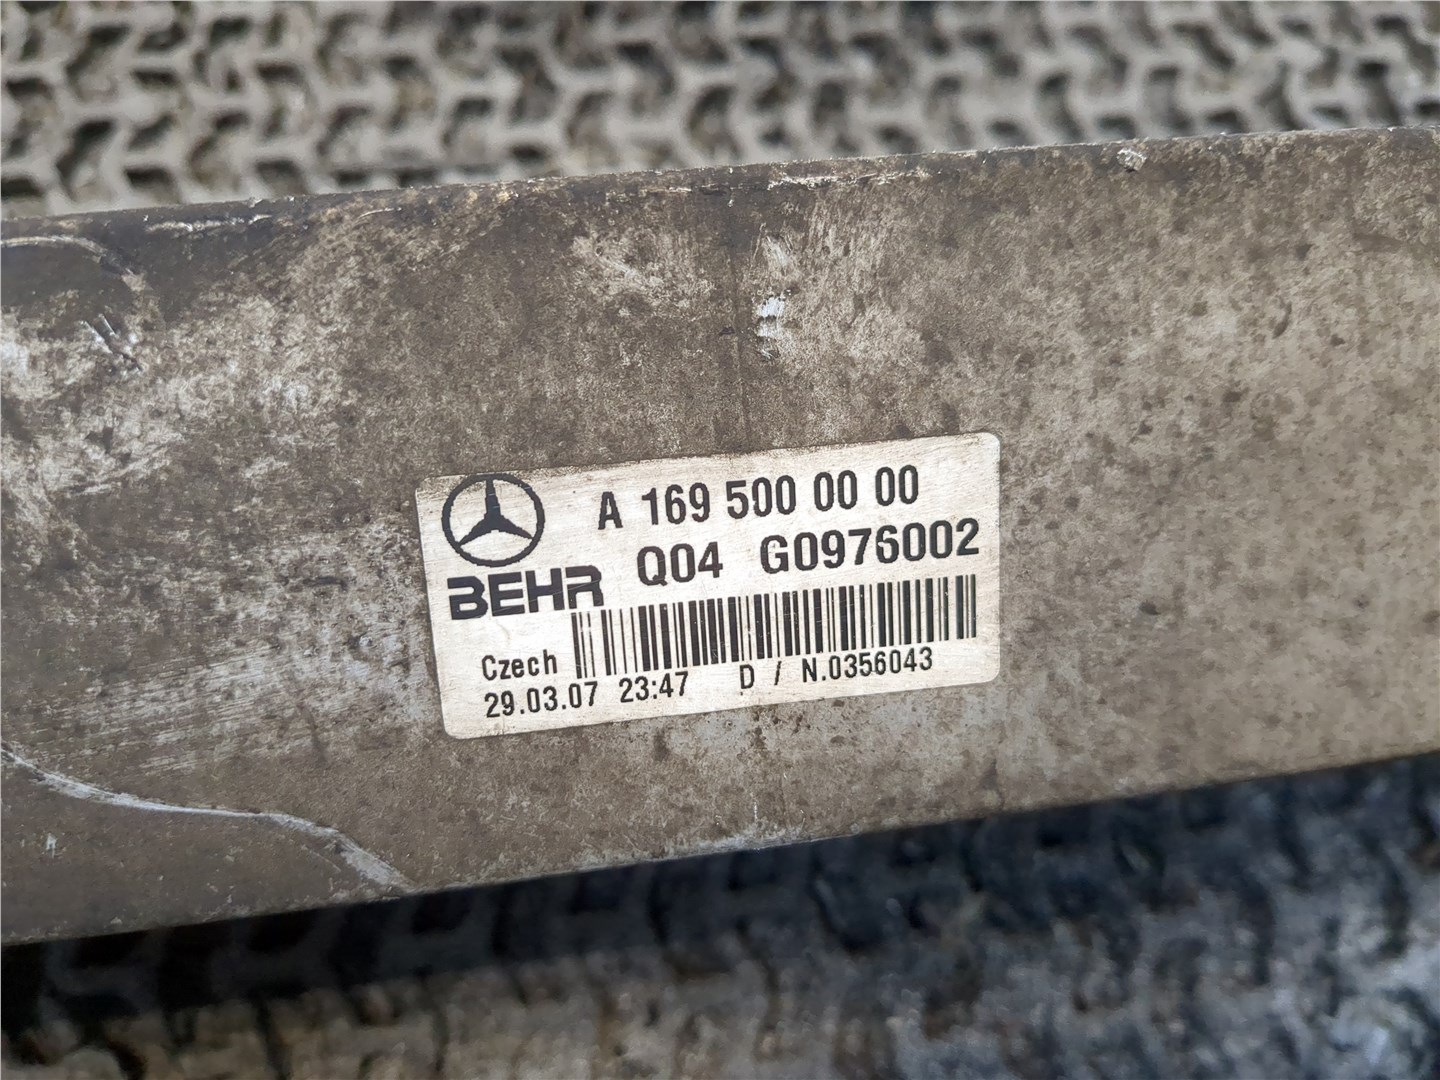 A 169 500 00 00
Q04 G0976002
BEHR
Czech
29.03.07 23:47 D / N.0356043